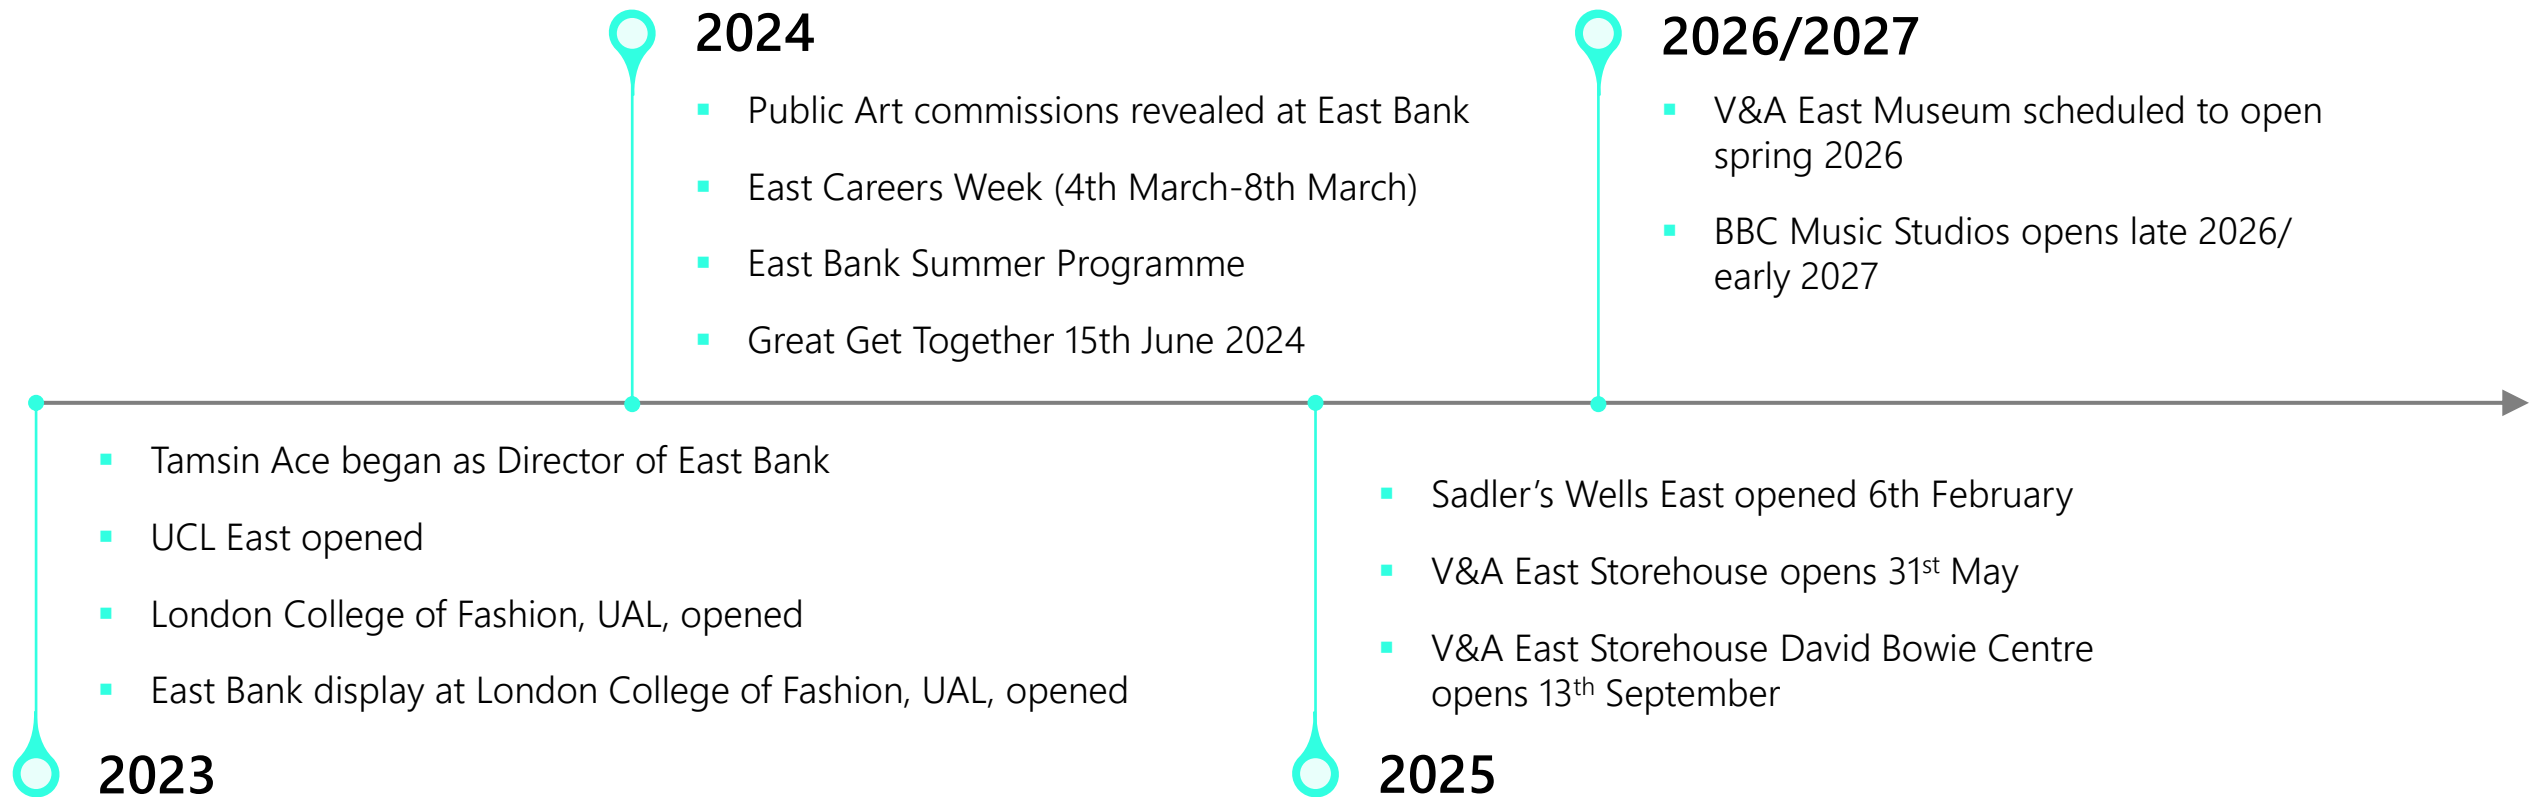 2024
Public Art commissions revealed at East Bank
East Careers Week (4th March-8th March)
East Bank Summer Programme
Great Get Together 15th June 2024
2026/2027
V&A East Museum scheduled to open
spring 2026
BBC Music Studios opens late 2026/
early 2027
Tamsin Ace began as Director of East Bank
UCL East opened
London College of Fashion, UAL, opened
East Bank display at London College of Fashion, UAL, opened
2023
Sadler’s Wells East opened 6th February
V&A East Storehouse opens 31st May
V&A East Storehouse David Bowie Centre
opens 13th September
2025